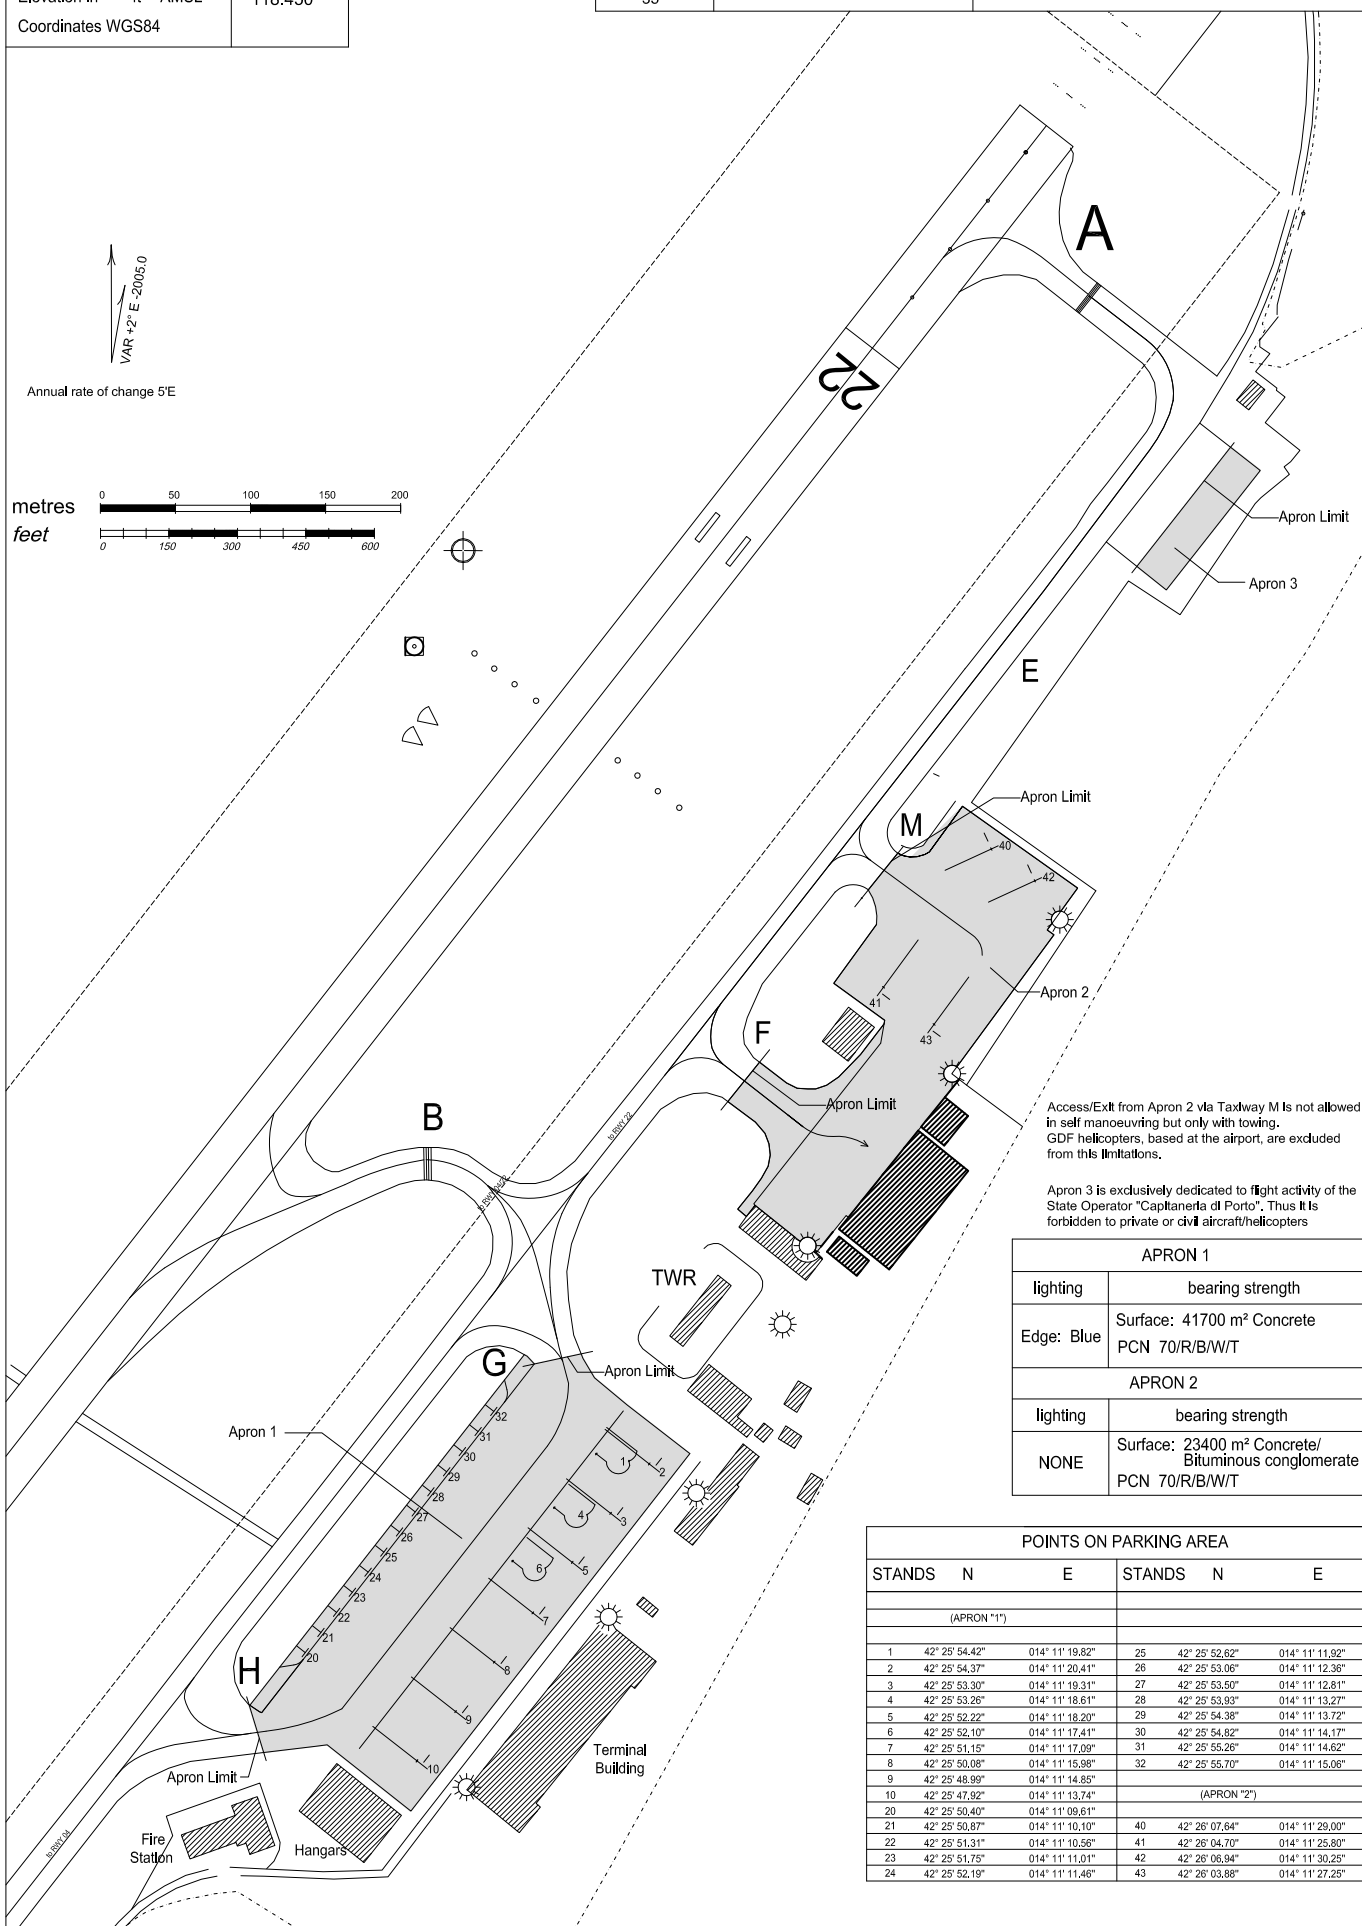 Coordinates WGS84
118.450
A
VAR +2° E -2005.0
Annual rate of change 5'E
22
metres
0 50 100 150 200
feet
0 150 300 450 600
Apron Limit
Apron 3
E
Apron Limit
M
40
42
Apron 2
41
43
F
Apron Limit
B
to RWY 22
to RWY 04/22
Access/Exit from Apron 2 via Taxiway M is not allowed
in self manoeuvring but only with towing.
GDF helicopters, based at the airport, are excluded
from this limitations.
Apron 3 is exclusively dedicated to flight activity of the
State Operator "Capitaneria di Porto". Thus it is
forbidden to private or civil aircraft/helicopters
TWR
G
Apron Limit
Apron 1
32
31
30
29
28
27
26
25
24
23
22
21
20
1
2
4
3
6
5
7
8
9
10
H
Apron Limit
Terminal
Building
Fire
Station
Hangars
to RWY 04
APRON 1
lighting bearing strength
Edge: Blue Surface: 41700 m² Concrete
PCN 70/R/B/W/T
APRON 2
lighting bearing strength
NONE Surface: 23400 m² Concrete/
Bituminous conglomerate
PCN 70/R/B/W/T
POINTS ON PARKING AREA
STANDS N E STANDS N E
(APRON "1")
1 42° 25' 54.42" 014° 11' 19.82" 25 42° 25' 52.62" 014° 11' 11.92"
2 42° 25' 54.37" 014° 11' 20.41" 26 42° 25' 53.06" 014° 11' 12.36"
3 42° 25' 53.30" 014° 11' 19.31" 27 42° 25' 53.50" 014° 11' 12.81"
4 42° 25' 53.26" 014° 11' 18.61" 28 42° 25' 53.93" 014° 11' 13.27"
5 42° 25' 52.22" 014° 11' 18.20" 29 42° 25' 54.38" 014° 11' 13.72"
6 42° 25' 52.10" 014° 11' 17.41" 30 42° 25' 54.82" 014° 11' 14.17"
7 42° 25' 51.15" 014° 11' 17.09" 31 42° 25' 55.26" 014° 11' 14.62"
8 42° 25' 50.08" 014° 11' 15.98" 32 42° 25' 55.70" 014° 11' 15.06"
9 42° 25' 48.99" 014° 11' 14.85"
10 42° 25' 47.92" 014° 11' 13.74" (APRON "2")
20 42° 25' 50.40" 014° 11' 09.61"
21 42° 25' 50.87" 014° 11' 10.10" 40 42° 26' 07.64" 014° 11' 29.00"
22 42° 25' 51.31" 014° 11' 10.56" 41 42° 26' 04.70" 014° 11' 25.80"
23 42° 25' 51.75" 014° 11' 11.01" 42 42° 26' 06.94" 014° 11' 30.25"
24 42° 25' 52.19" 014° 11' 11.46" 43 42° 26' 03.88" 014° 11' 27.25"